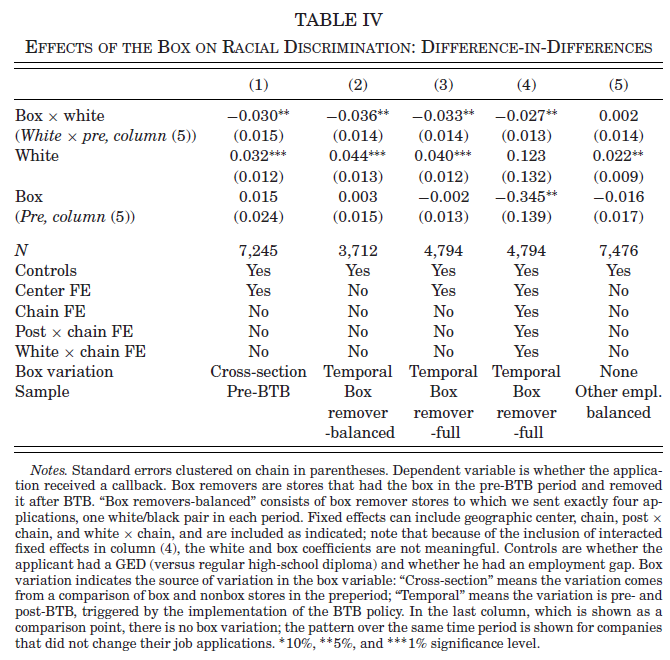 TABLE IV
EFFECTS OF THE BOX ON RACIAL DISCRIMINATION: DIFFERENCE-IN-DIFFERENCES
(1) (2) (3) (4) (5)
Box × white −0.030** −0.036** −0.033** −0.027** 0.002
(White × pre, column (5)) (0.015) (0.014) (0.014) (0.013) (0.014)
White 0.032*** 0.044*** 0.040*** 0.123 0.022**
(0.012) (0.013) (0.012) (0.132) (0.009)
Box 0.015 0.003 −0.002 −0.345** −0.016
(Pre, column (5)) (0.024) (0.015) (0.013) (0.139) (0.017)
N 7,245 3,712 4,794 4,794 7,476
Controls Yes Yes Yes Yes Yes
Center FE Yes No Yes Yes No
Chain FE No No No Yes No
Post × chain FE No No No Yes No
White × chain FE No No No Yes No
Box variation Cross-section Temporal Temporal Temporal None
Sample Pre-BTB Box Box Box Other empl.
remover remover remover balanced
-balanced -full -full
Notes. Standard errors clustered on chain in parentheses. Dependent variable is whether the applica-
tion received a callback. Box removers are stores that had the box in the pre-BTB period and removed
it after BTB. “Box removers-balanced” consists of box remover stores to which we sent exactly four ap-
plications, one white/black pair in each period. Fixed effects can include geographic center, chain, post ×
chain, and white × chain, and are included as indicated; note that because of the inclusion of interacted
fixed effects in column (4), the white and box coefficients are not meaningful. Controls are whether the
applicant had a GED (versus regular high-school diploma) and whether he had an employment gap. Box
variation indicates the source of variation in the box variable: “Cross-section” means the variation comes
from a comparison of box and nonbox stores in the preperiod; “Temporal” means the variation is pre- and
post-BTB, triggered by the implementation of the BTB policy. In the last column, which is shown as a
comparison point, there is no box variation; the pattern over the same time period is shown for companies
that did not change their job applications. *10%, **5%, and ***1% significance level.